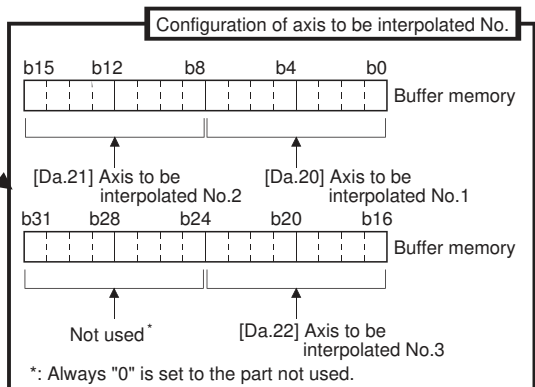 Configuration of axis to be interpolated No.
b15 b12 b8 b4 b0
Buffer memory
[Da.21] Axis to be
interpolated No.2
[Da.20] Axis to be
interpolated No.1
b31 b28 b24 b20 b16
Buffer memory
Not used*
[Da.22] Axis to be
interpolated No.3
*: Always "0" is set to the part not used.